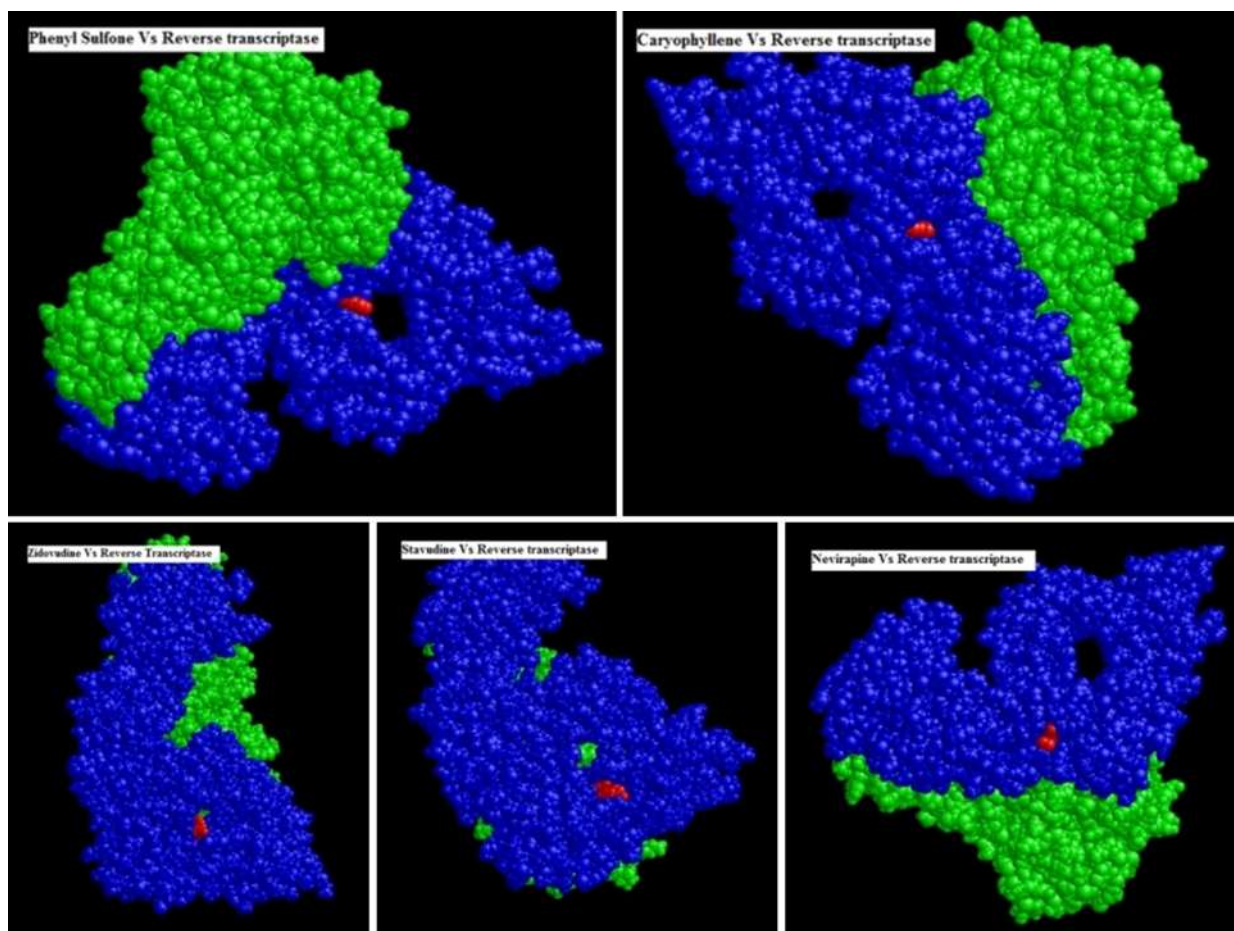 Phenyl Sulfone Vs Reverse transcriptase
Caryophyllene Vs Reverse transcriptase
Zidovudine Vs Reverse Transcriptase
Stavudine Vs Reverse transcriptase
Nevirapine Vs Reverse transcriptase